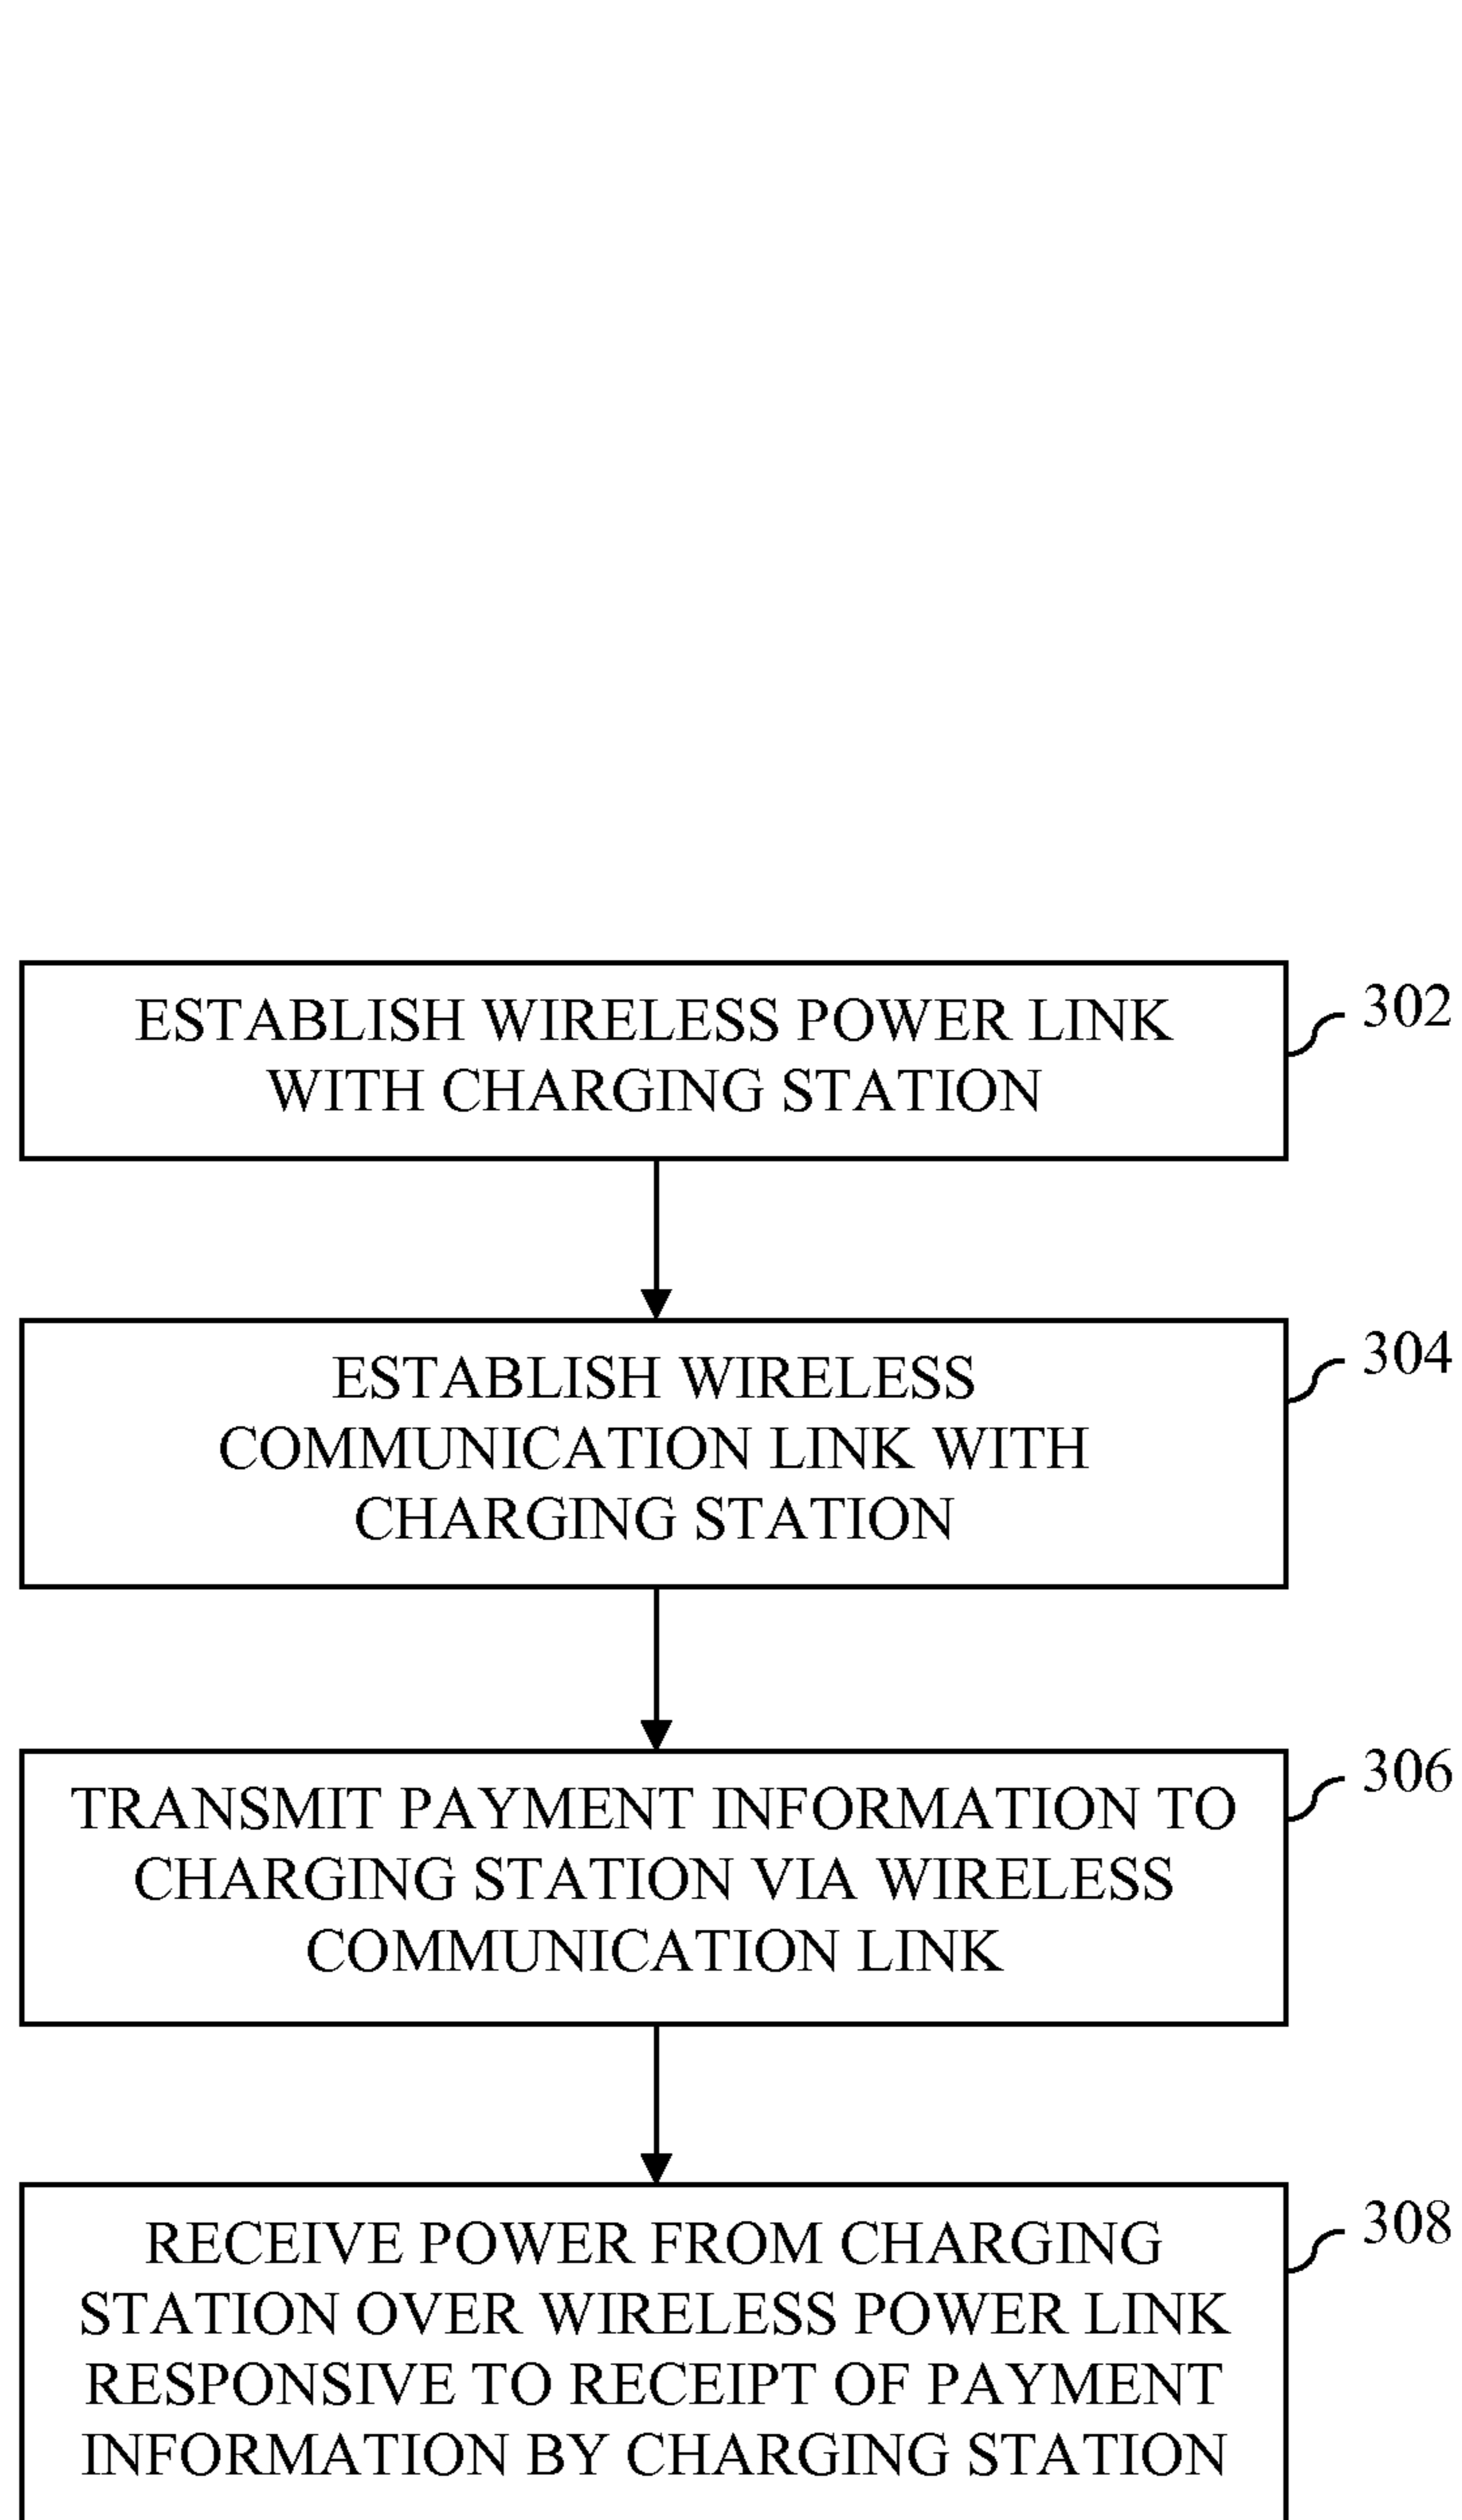 ESTABLISH WIRELESS POWER LINK
WITH CHARGING STATION
302
ESTABLISH WIRELESS
COMMUNICATION LINK WITH
CHARGING STATION
304
TRANSMIT PAYMENT INFORMATION TO
CHARGING STATION VIA WIRELESS
COMMUNICATION LINK
306
RECEIVE POWER FROM CHARGING
STATION OVER WIRELESS POWER LINK
RESPONSIVE TO RECEIPT OF PAYMENT
INFORMATION BY CHARGING STATION
308